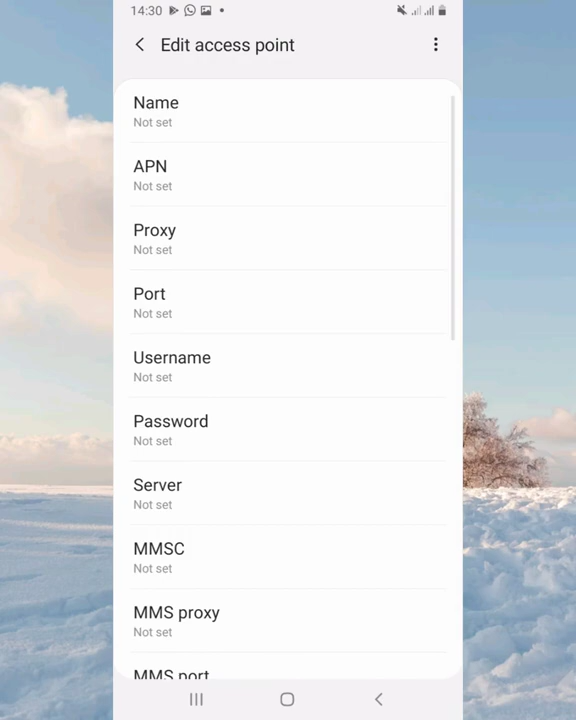 14:30
Edit access point
Name
Not set
APN
Not set
Proxy
Not set
Port
Not set
Username
Not set
Password
Not set
Server
Not set
MMSC
Not set
MMS proxy
Not set
MMS port